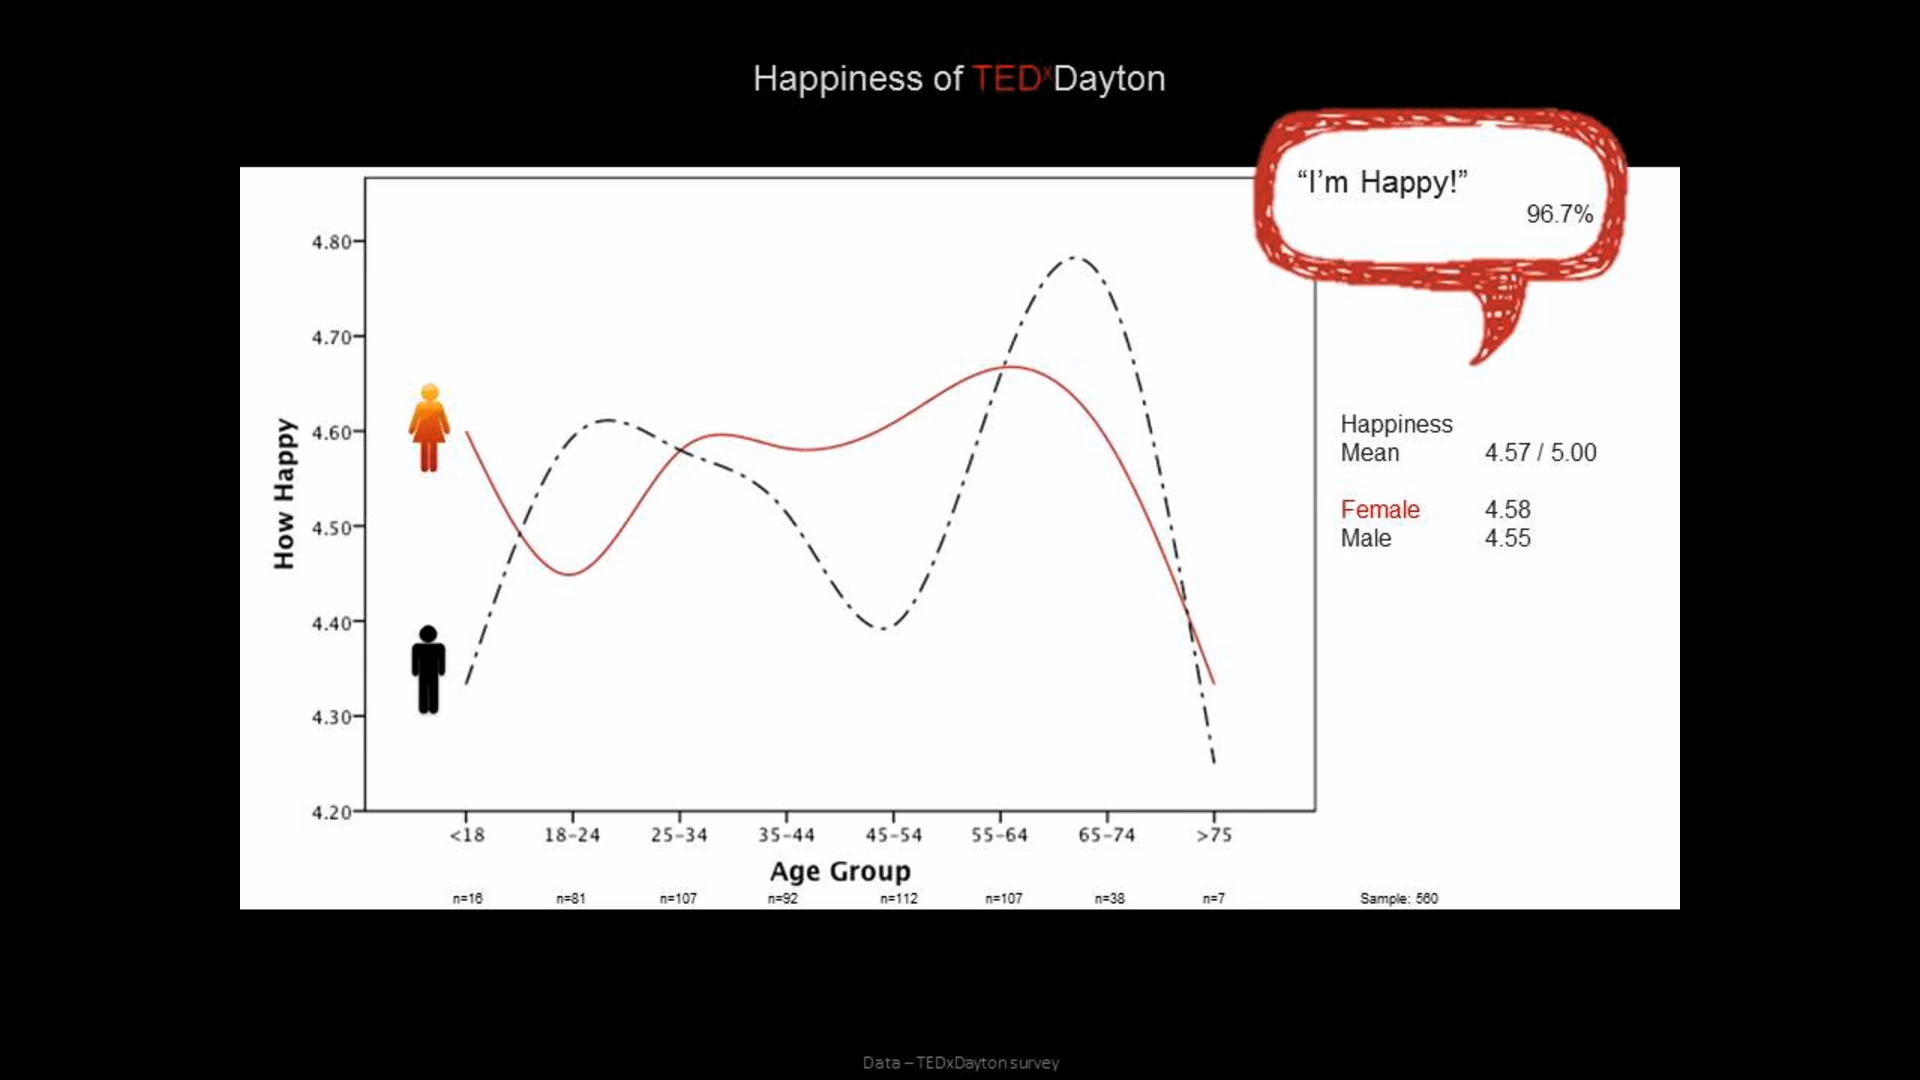 Happiness of TEDxDayton
“I’m Happy!”
96.7%
4.80
4.70
4.60
4.50
4.40
4.30
4.20
How Happy
<18 18-24 25-34 35-44 45-54 55-64 65-74 >75
Age Group
n=16 n=81 n=107 n=92 n=112 n=107 n=38 n=7 Sample: 560
Happiness
Mean 4.57 / 5.00
Female 4.58
Male 4.55
Data – TEDxDayton survey